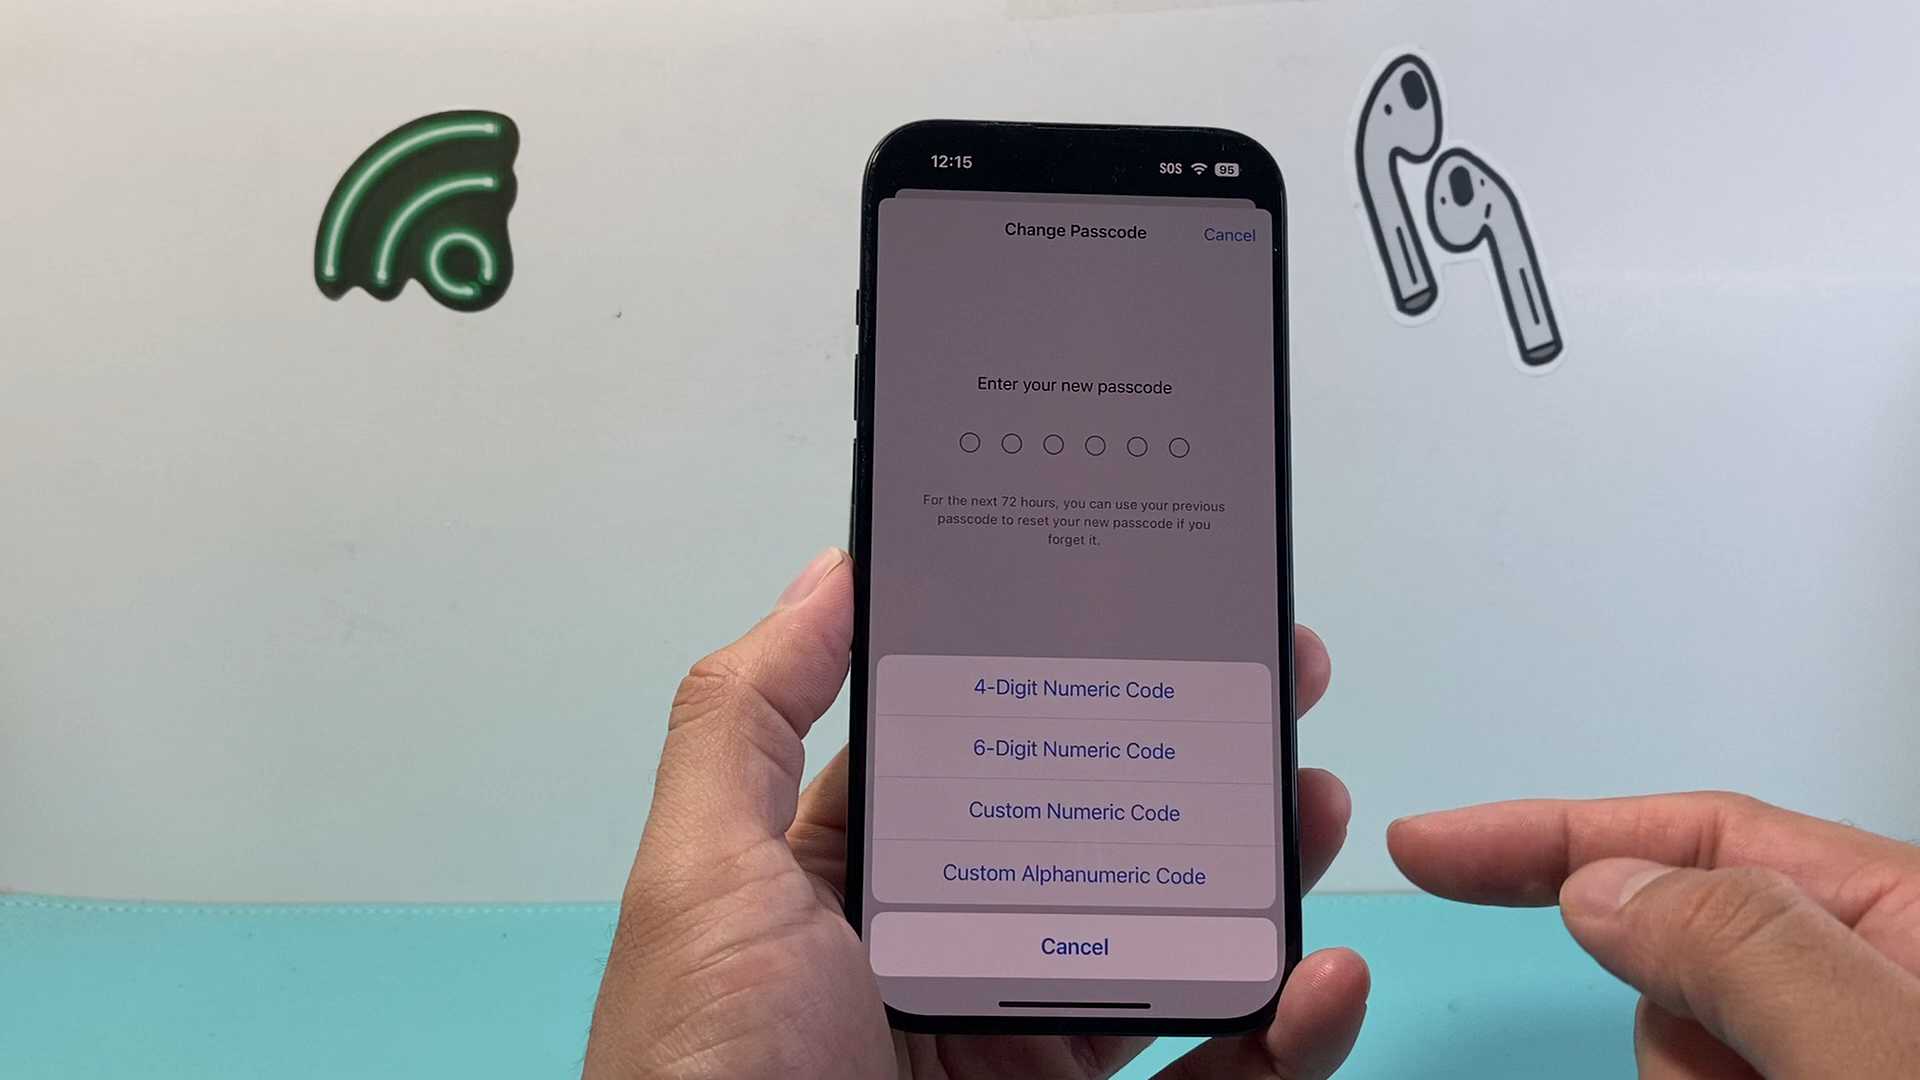 12:15
SOS 95
Change Passcode
Cancel
Enter your new passcode
For the next 72 hours, you can use your previous
passcode to reset your new passcode if you
forget it.
4-Digit Numeric Code
6-Digit Numeric Code
Custom Numeric Code
Custom Alphanumeric Code
Cancel